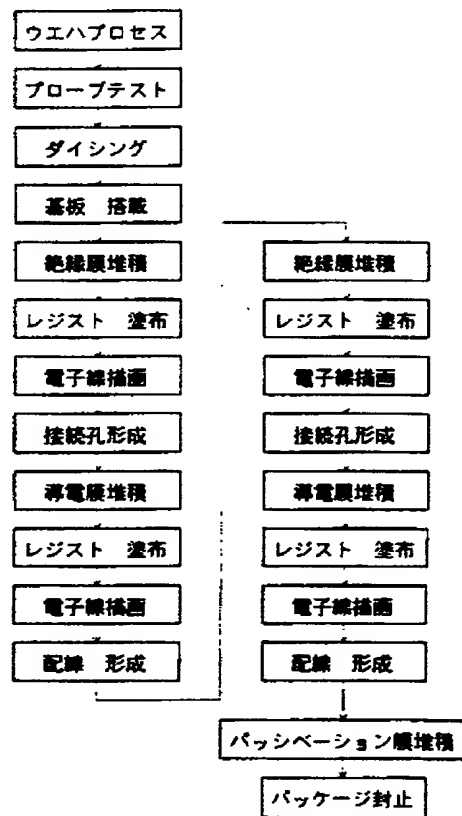 ウエハプロセス
プローブテスト
ダイシング
基板 搭載
絶縁膜堆積
レジスト 塗布
電子線描画
接続孔形成
導電膜堆積
レジスト 塗布
電子線描画
配線 形成
絶縁膜堆積
レジスト 塗布
電子線描画
接続孔形成
導電膜堆積
レジスト 塗布
電子線描画
配線 形成
パッシベーション膜堆積
パッケージ封止